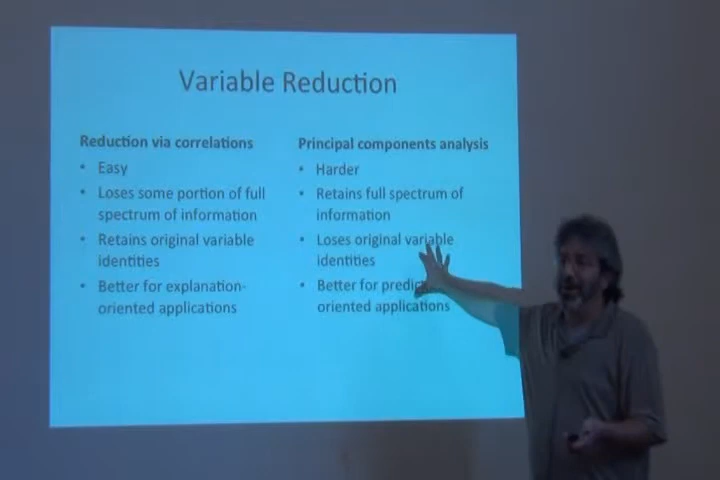 Variable Reduction
Reduction via correlations
• Easy
• Loses some portion of full
spectrum of information
• Retains original variable
identities
• Better for explanation-
oriented applications
Principal components analysis
• Harder
• Retains full spectrum of
information
• Loses original variable
identities
• Better for
oriented applications